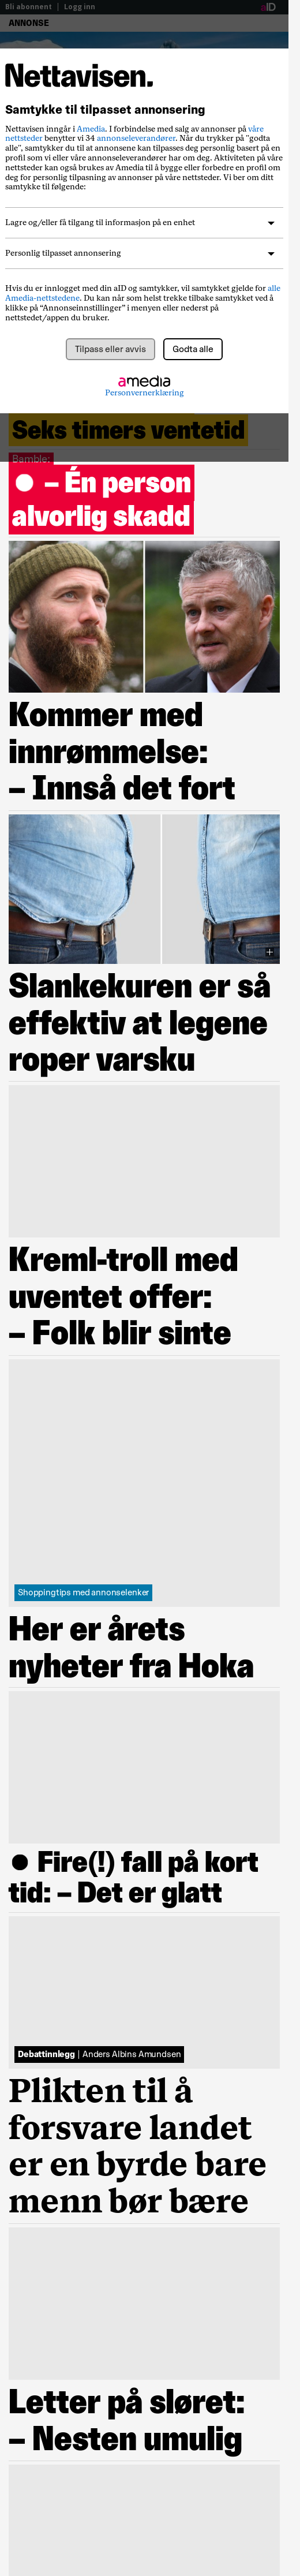 Bli abonnent | Logg inn
aID
ANNONSE
Nettavisen.
Samtykke til tilpasset annonsering
Nettavisen inngår i Amedia. I forbindelse med salg av annonser på våre
nettsteder benytter vi 34 annonseleverandører. Når du trykker på "godta
alle", samtykker du til at annonsene kan tilpasses deg personlig basert på en
profil som vi eller våre annonseleverandører har om deg. Aktiviteten på våre
nettsteder kan også brukes av Amedia til å bygge eller forbedre en profil om
deg for personlig tilpasning av annonser på våre nettsteder. Vi ber om ditt
samtykke til følgende:
Lagre og/eller få tilgang til informasjon på en enhet
Personlig tilpasset annonsering
Hvis du er innlogget med din aID og samtykker, vil samtykket gjelde for alle
Amedia-nettstedene. Du kan når som helst trekke tilbake samtykket ved å
klikke på “Annonseinnstillinger” i menyen eller nederst på
nettstedet/appen du bruker.
Tilpass eller avvis
Godta alle
amedia
Personvernerklæring
Seks timers ventetid
Bamble:
– Én person
alvorlig skadd
Kommer med
innrømmelse:
– Innså det fort
Slankekuren er så
effektiv at legene
roper varsku
Kreml-troll med
uventet offer:
– Folk blir sinte
Shoppingtips med annonselenker
Her er årets
nyheter fra Hoka
Fire(!) fall på kort
tid: – Det er glatt
Debattinnlegg | Anders Albins Amundsen
Plikten til å
forsvare landet
er en byrde bare
menn bør bære
Letter på sløret:
– Nesten umulig